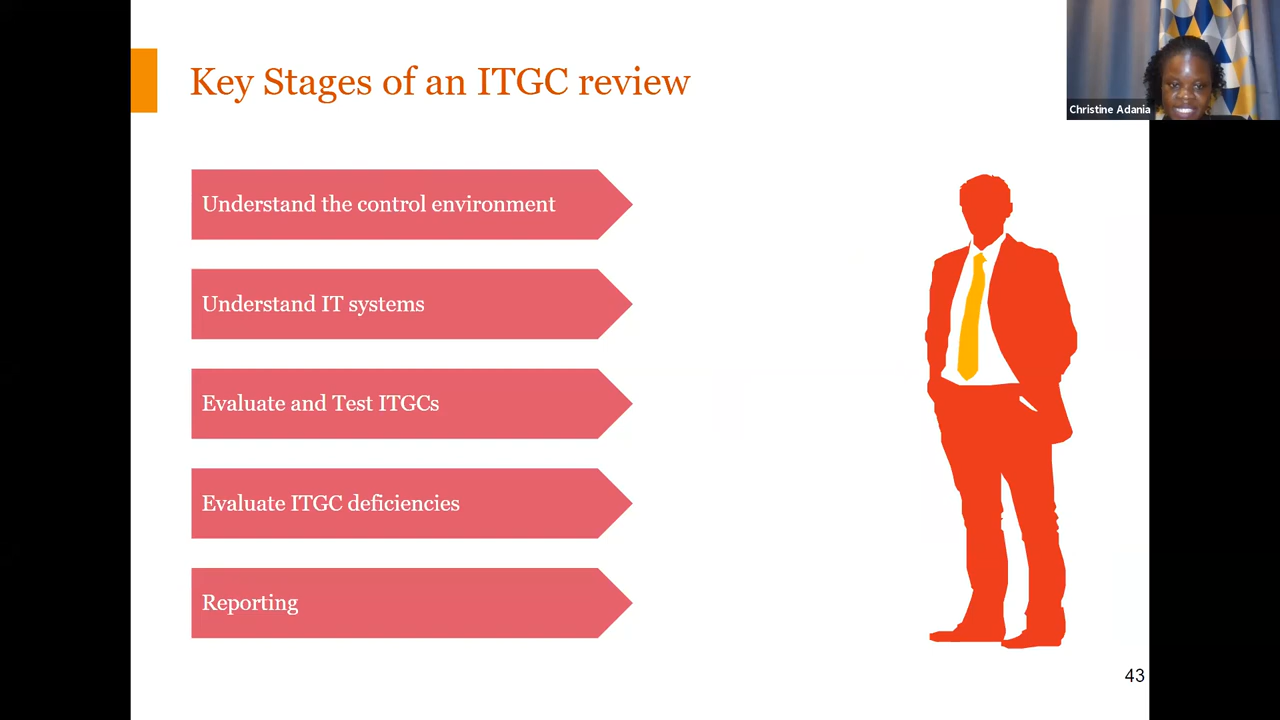 Key Stages of an ITGC review
Christine Adania
Understand the control environment
Understand IT systems
Evaluate and Test ITGCs
Evaluate ITGC deficiencies
Reporting
43